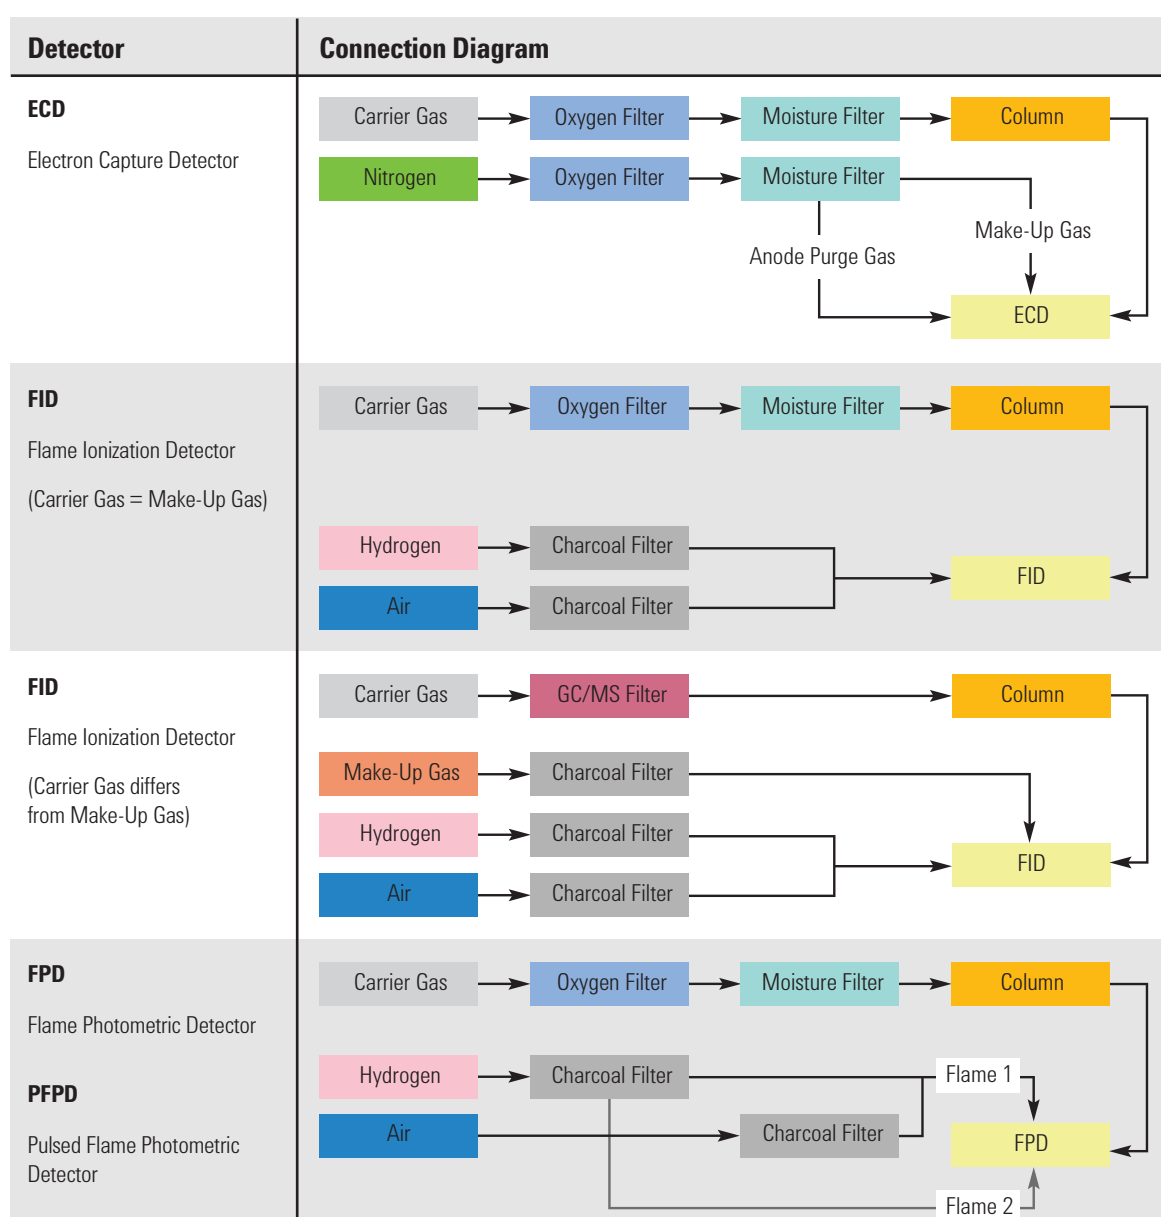 Detector
Connection Diagram
ECD
Electron Capture Detector
Carrier Gas
Oxygen Filter
Moisture Filter
Column
Nitrogen
Oxygen Filter
Moisture Filter
Make-Up Gas
Anode Purge Gas
ECD
FID
Flame Ionization Detector
(Carrier Gas = Make-Up Gas)
Carrier Gas
Oxygen Filter
Moisture Filter
Column
Hydrogen
Charcoal Filter
FID
Air
Charcoal Filter
FID
Flame Ionization Detector
(Carrier Gas differs
from Make-Up Gas)
Carrier Gas
GC/MS Filter
Column
Make-Up Gas
Charcoal Filter
Hydrogen
Charcoal Filter
FID
Air
Charcoal Filter
FPD
Flame Photometric Detector
PFPD
Pulsed Flame Photometric
Detector
Carrier Gas
Oxygen Filter
Moisture Filter
Column
Hydrogen
Charcoal Filter
Flame 1
Air
Charcoal Filter
FPD
Flame 2